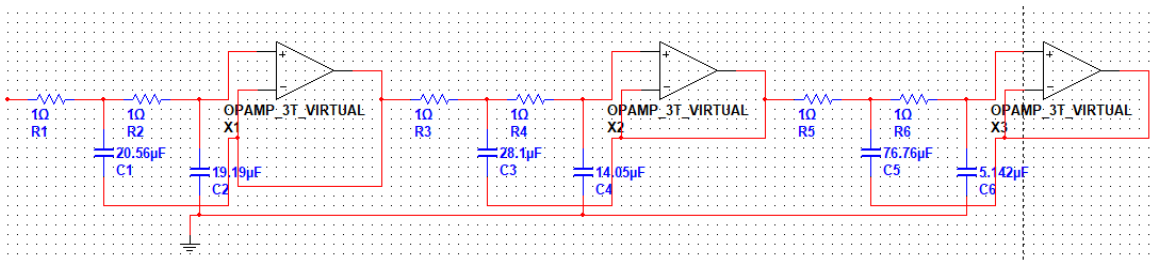 1Ω
R1
1Ω
R2
20.56µF
C1
19.19µF
C2
OPAMP_3T_VIRTUAL
X1
1Ω
R3
1Ω
R4
28.1µF
C3
14.05µF
C4
OPAMP_3T_VIRTUAL
X2
1Ω
R5
1Ω
R6
76.76µF
C5
5.142µF
C6
OPAMP_3T_VIRTUAL
X3